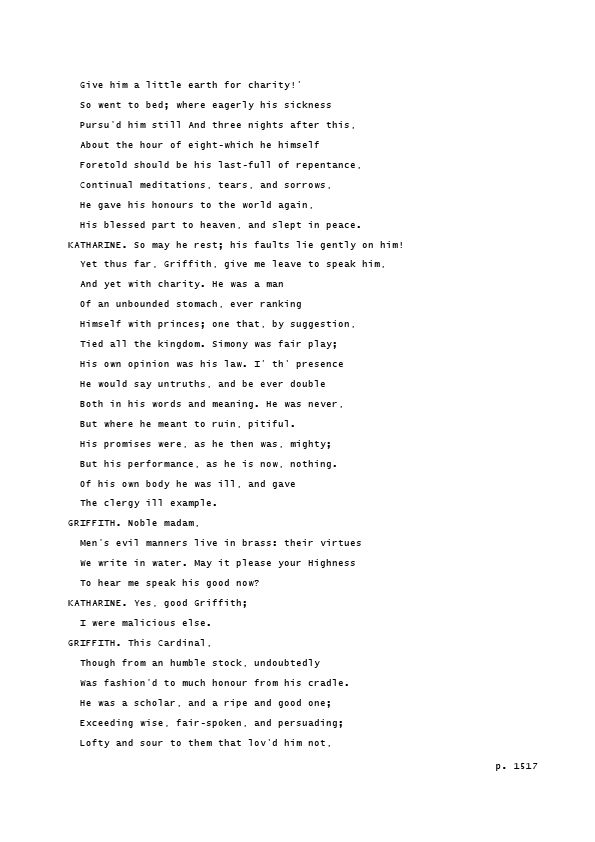 Give him a little earth for charity!'
So went to bed; where eagerly his sickness
Pursu'd him still And three nights after this,
About the hour of eight-which he himself
Foretold should be his last-full of repentance,
Continual meditations, tears, and sorrows,
He gave his honours to the world again,
His blessed part to heaven, and slept in peace.
KATHARINE. So may he rest; his faults lie gently on him!
Yet thus far, Griffith, give me leave to speak him,
And yet with charity. He was a man
Of an unbounded stomach, ever ranking
Himself with princes; one that, by suggestion,
Tied all the kingdom. Simony was fair play;
His own opinion was his law. I' th' presence
He would say untruths, and be ever double
Both in his words and meaning. He was never,
But where he meant to ruin, pitiful.
His promises were, as he then was, mighty;
But his performance, as he is now, nothing.
Of his own body he was ill, and gave
The clergy ill example.
GRIFFITH. Noble madam,
Men's evil manners live in brass: their virtues
We write in water. May it please your Highness
To hear me speak his good now?
KATHARINE. Yes, good Griffith;
I were malicious else.
GRIFFITH. This Cardinal,
Though from an humble stock, undoubtedly
Was fashion'd to much honour from his cradle.
He was a scholar, and a ripe and good one;
Exceeding wise, fair-spoken, and persuading;
Lofty and sour to them that lov'd him not,
p. 1517